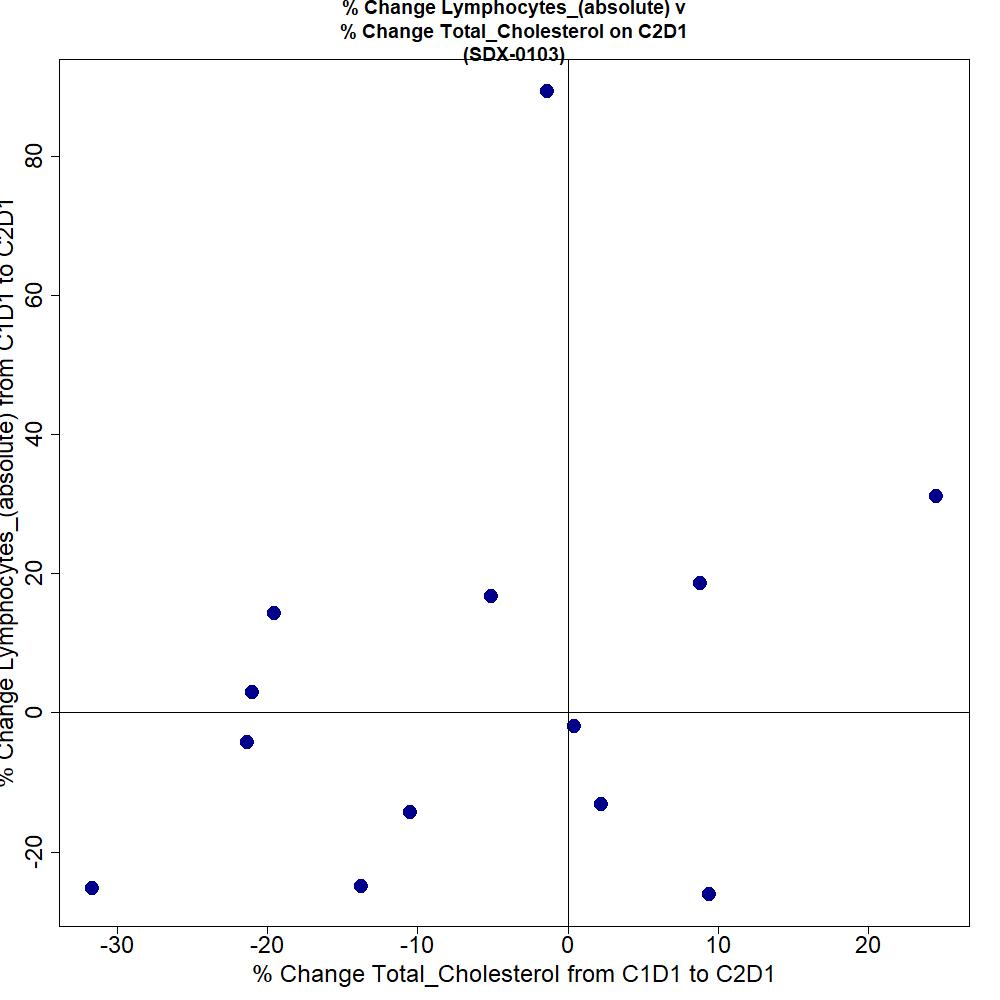 % Change Lymphocytes_(absolute) v
% Change Total_Cholesterol on C2D1
(SDX-0103)
% Change Lymphocytes_(absolute) from C1D1 to C2D1
80
60
40
20
0
-20
-30
-20
-10
0
10
20
% Change Total_Cholesterol from C1D1 to C2D1